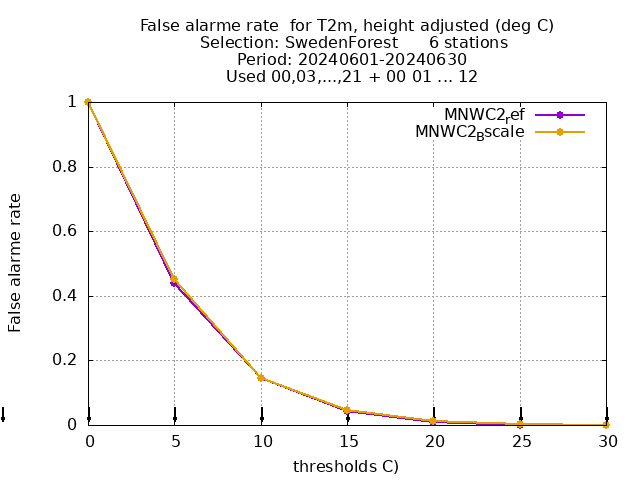 False alarme rate  for T2m, height adjusted (deg C)
Selection: SwedenForest      6 stations
Period: 20240601-20240630
Used 00,03,...,21 + 00 01 ... 12
MNWC2_ref
MNWC2_Bscale
False alarme rate
1
0.8
0.6
0.4
0.2
0
0 5 10 15 20 25 30
thresholds C)